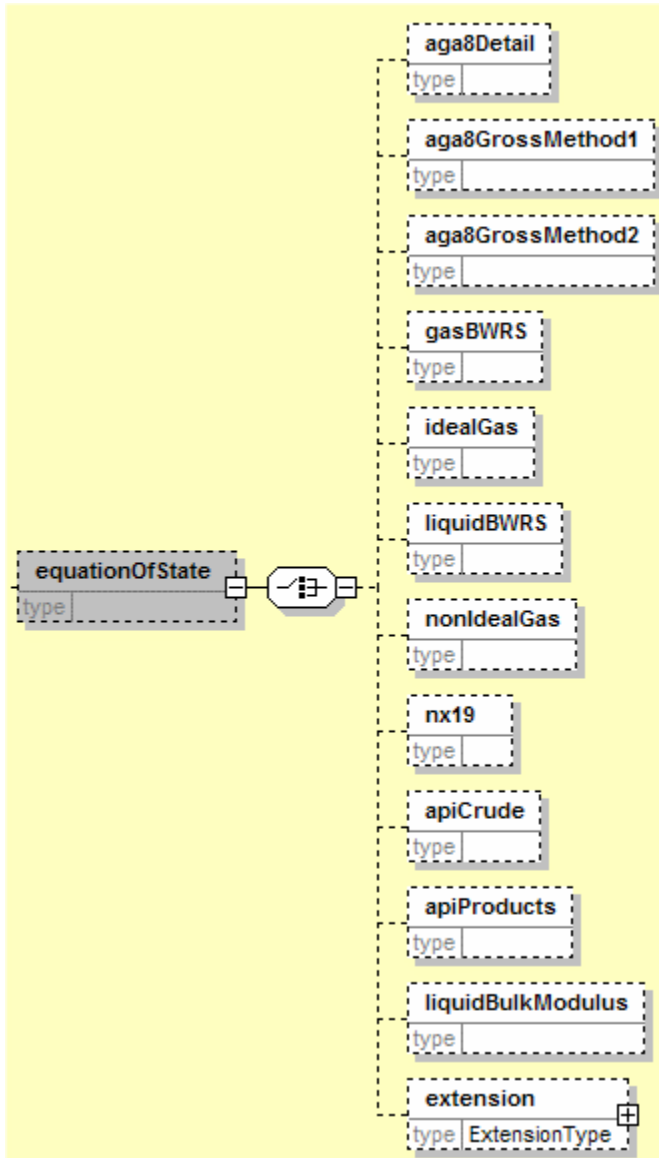 aga8Detail
type
aga8GrossMethod1
type
aga8GrossMethod2
type
gasBWRS
type
idealGas
type
liquidBWRS
type
equationOfState
type
nonIdealGas
type
nx19
type
apiCrude
type
apiProducts
type
liquidBulkModulus
type
extension
type ExtensionType